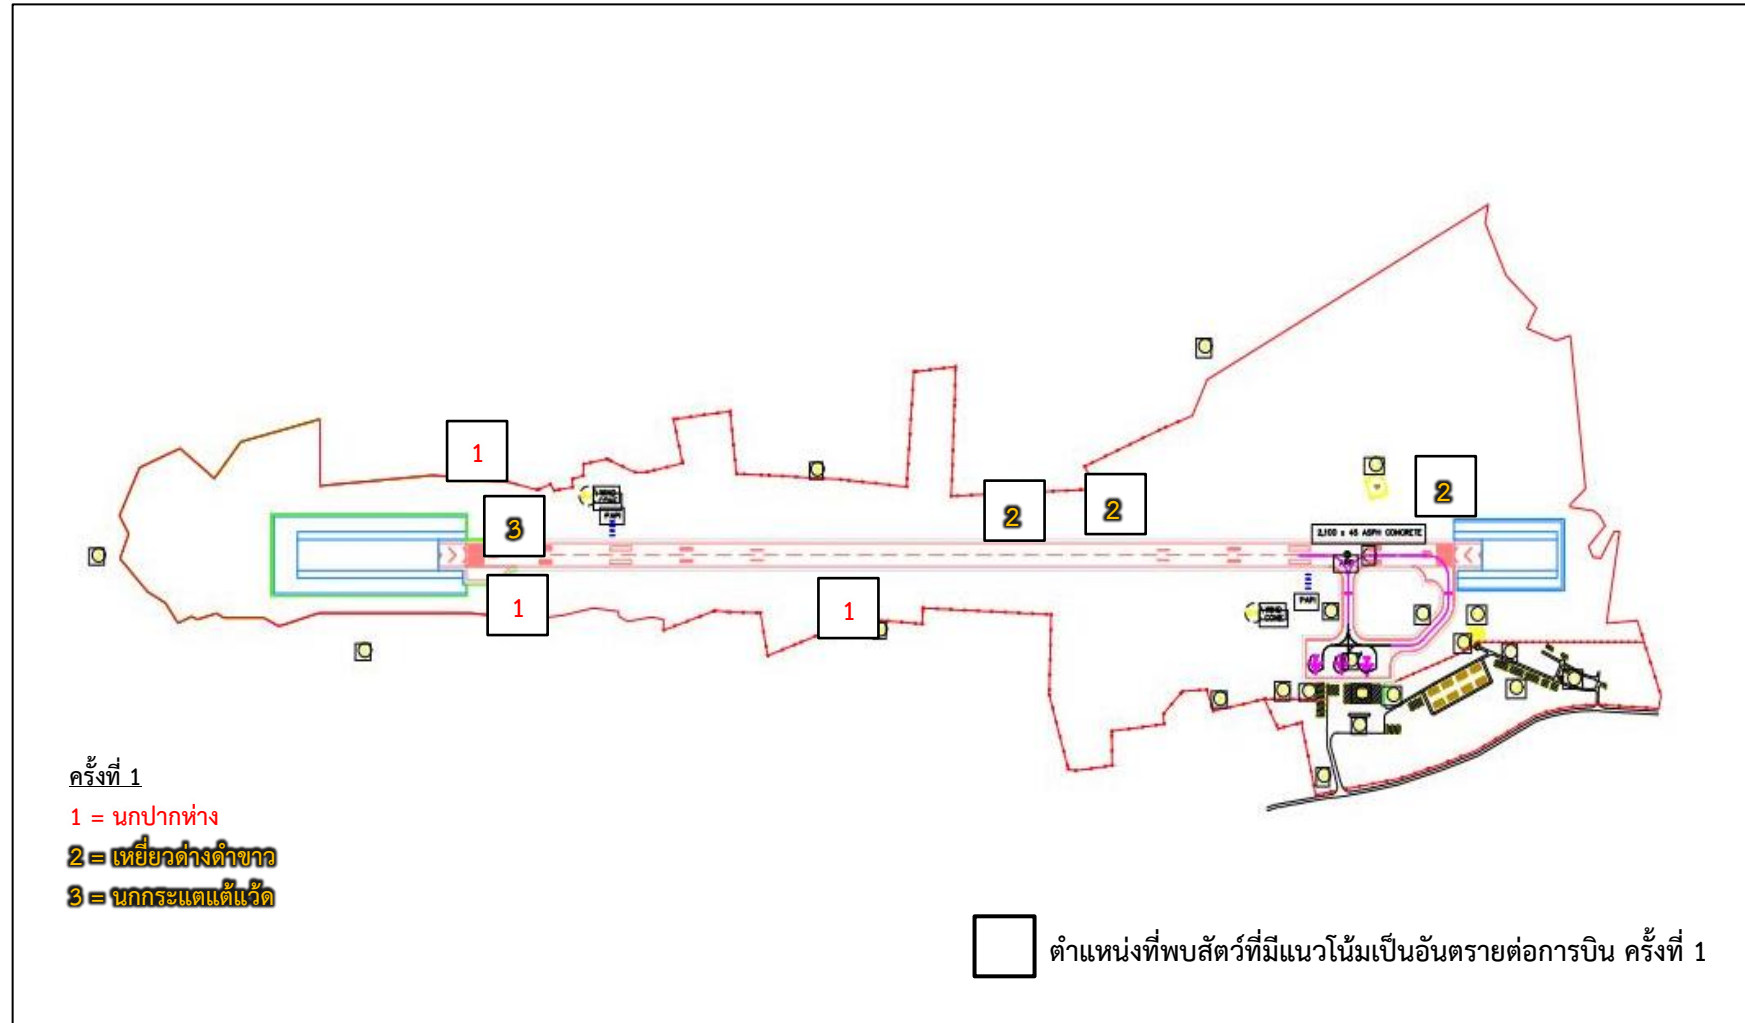 1
2
2
2
3
WIND
CONE
PAPI
2,100 x 45 ASPH CONCRETE
1
1
PAPI
WIND
CONE
ครั้งที่ 1
1 = นกปากห่าง
2 = เหยี่ยวด่างดำขาว
3 = นกกระแตแต้แว้ด
ตำแหน่งที่พบสัตว์ที่มีแนวโน้มเป็นอันตรายต่อการบิน ครั้งที่ 1